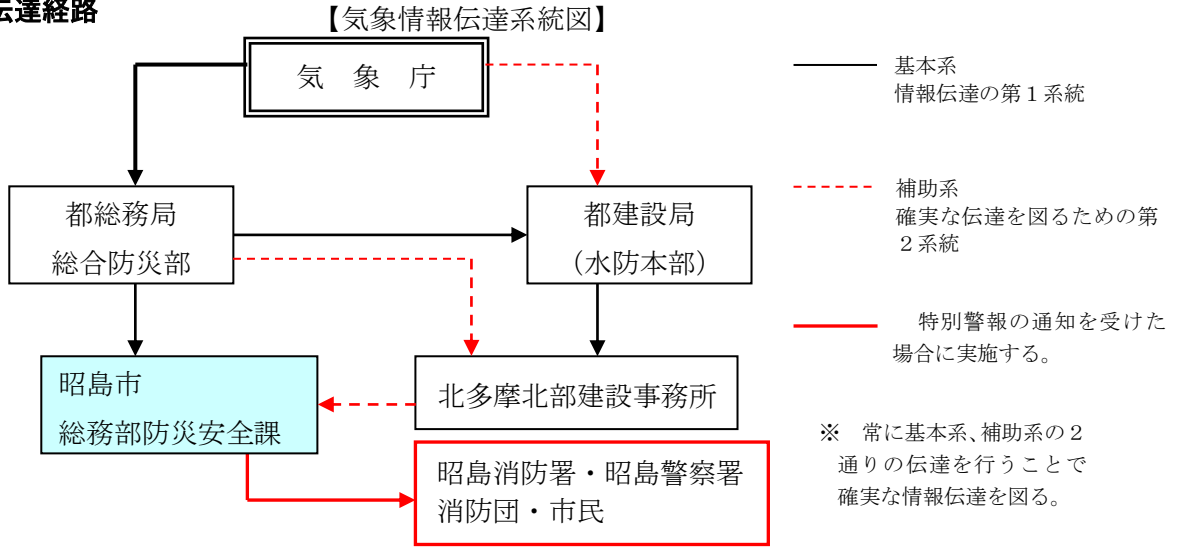 伝達経路
【気象情報伝達系統図】
気 象 庁
都総務局
総合防災部
都建設局
（水防本部）
昭島市
総務部防災安全課
北多摩北部建設事務所
昭島消防署・昭島警察署
消防団・市民
基本系
情報伝達の第１系統
補助系
確実な伝達を図るための第
２系統
特別警報の通知を受けた
場合に実施する。
※　常に基本系、補助系の２
通りの伝達を行うことで
確実な情報伝達を図る。